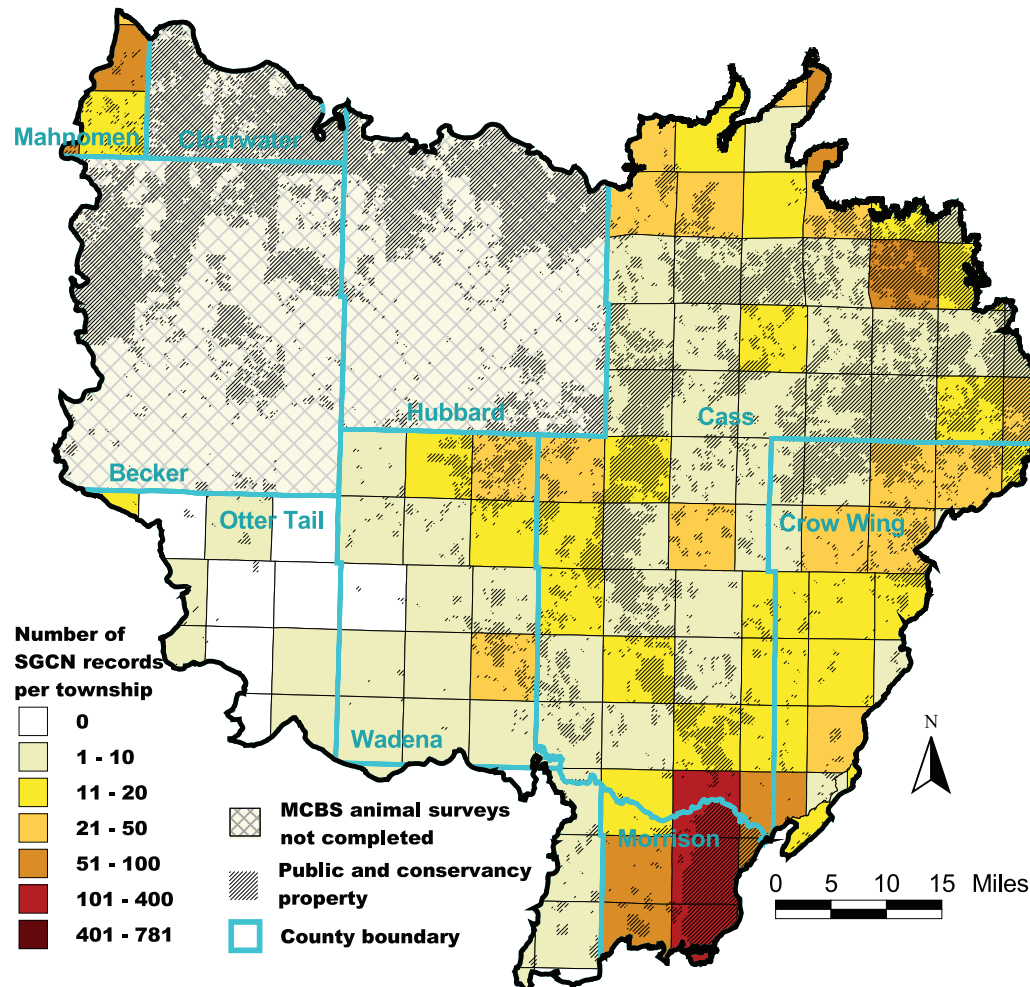 Mahnomen
Clearwater
Hubbard
Cass
Becker
Otter Tail
Crow Wing
Wadena
Morrison
Number of
SGCN records
per township
0
1 - 10
11 - 20
21 - 50
51 - 100
101 - 400
401 - 781
MCBS animal surveys
not completed
Public and conservancy
property
County boundary
N
0 5 10 15 Miles